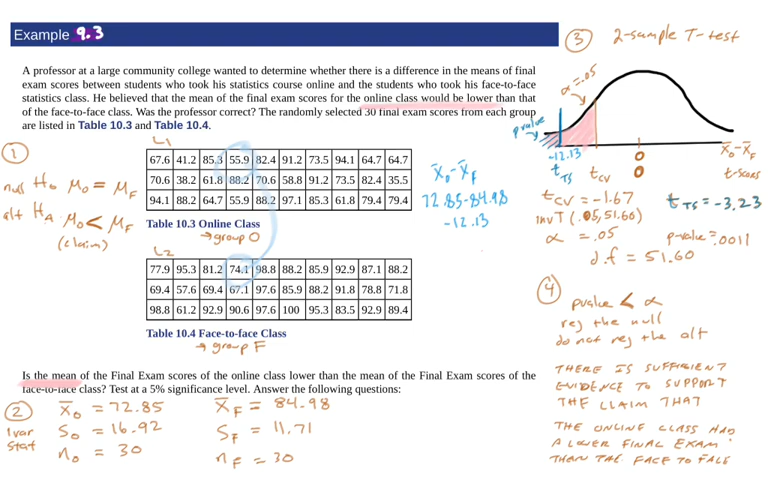 Example 9.3
A professor at a large community college wanted to determine whether there is a difference in the means of final
exam scores between students who took his statistics course online and the students who took his face-to-face
statistics class. He believed that the mean of the final exam scores for the online class would be lower than that
of the face-to-face class. Was the professor correct? The randomly selected 30 final exam scores from each group
are listed in Table 10.3 and Table 10.4.
L1
67.6 41.2 85.3 55.9 82.4 91.2 73.5 94.1 64.7 64.7
70.6 38.2 61.8 88.2 70.6 58.8 91.2 73.5 82.4 35.5
94.1 88.2 64.7 55.9 88.2 97.1 85.3 61.8 79.4 79.4
Table 10.3 Online Class
→ group O
L2
77.9 95.3 81.2 74.1 98.8 88.2 85.9 92.9 87.1 88.2
69.4 57.6 69.4 67.1 97.6 85.9 88.2 91.8 78.8 71.8
98.8 61.2 92.9 90.6 97.6 100 95.3 83.5 92.9 89.4
Table 10.4 Face-to-face Class
→ group F
Is the mean of the Final Exam scores of the online class lower than the mean of the Final Exam scores of the
face-to-face class? Test at a 5% significance level. Answer the following questions:
1
null H₀ μ₀ = μF
alt HA μ₀ < μF
(claim)
2
1var
stat
x̄₀ = 72.85
S₀ = 16.92
n₀ = 30
x̄F = 84.98
SF = 11.71
nF = 30
x̄₀ - x̄F
72.85-84.98
-12.13
3 2-sample T-test
α=.05
pvalue
-12.13 0 x̄₀-x̄F
tTS tCV 0 t-score
tCV = -1.67
invT(.05,51.60)
α = .05
d.f = 51.60
tTS = -3.23
p-value = .0011
4
pvalue < α
rej the null
do not rej the alt
THERE IS SUFFICIENT
EVIDENCE TO SUPPORT
THE CLAIM THAT
THE ONLINE CLASS HAD
A LOWER FINAL EXAM
THAN THE FACE TO FACE